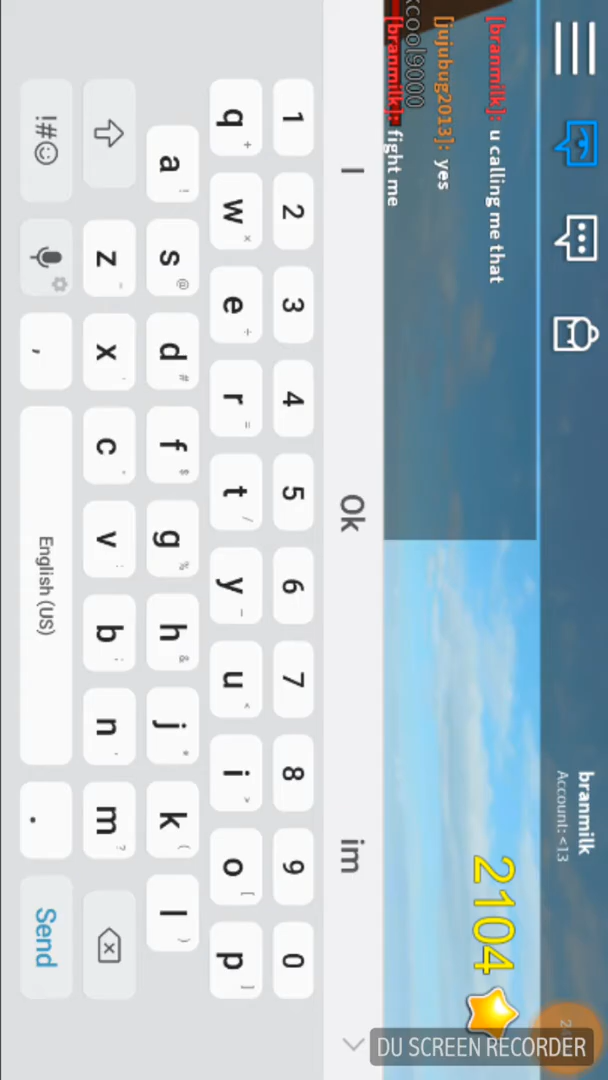 branmilk
Account: <13
[branmilk]: u calling me that
[jujubug2013]: yes
xcool9000
[branmilk]: fight me
2104
I Ok im
1 2 3 4 5 6 7 8 9 0
q w e r t y u i o p
a s d f g h j k l
z x c v b n m
!#☺ , English (US) . Send
DU SCREEN RECORDER